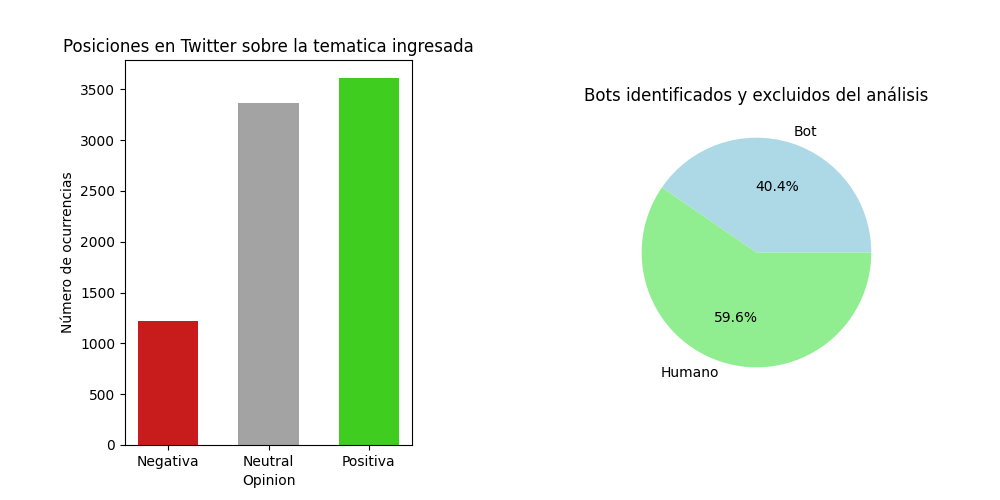 Posiciones en Twitter sobre la tematica ingresada
Número de ocurrencias
3500
3000
2500
2000
1500
1000
500
0
Negativa
Neutral
Positiva
Opinion
Bots identificados y excluidos del análisis
Bot
40.4%
59.6%
Humano